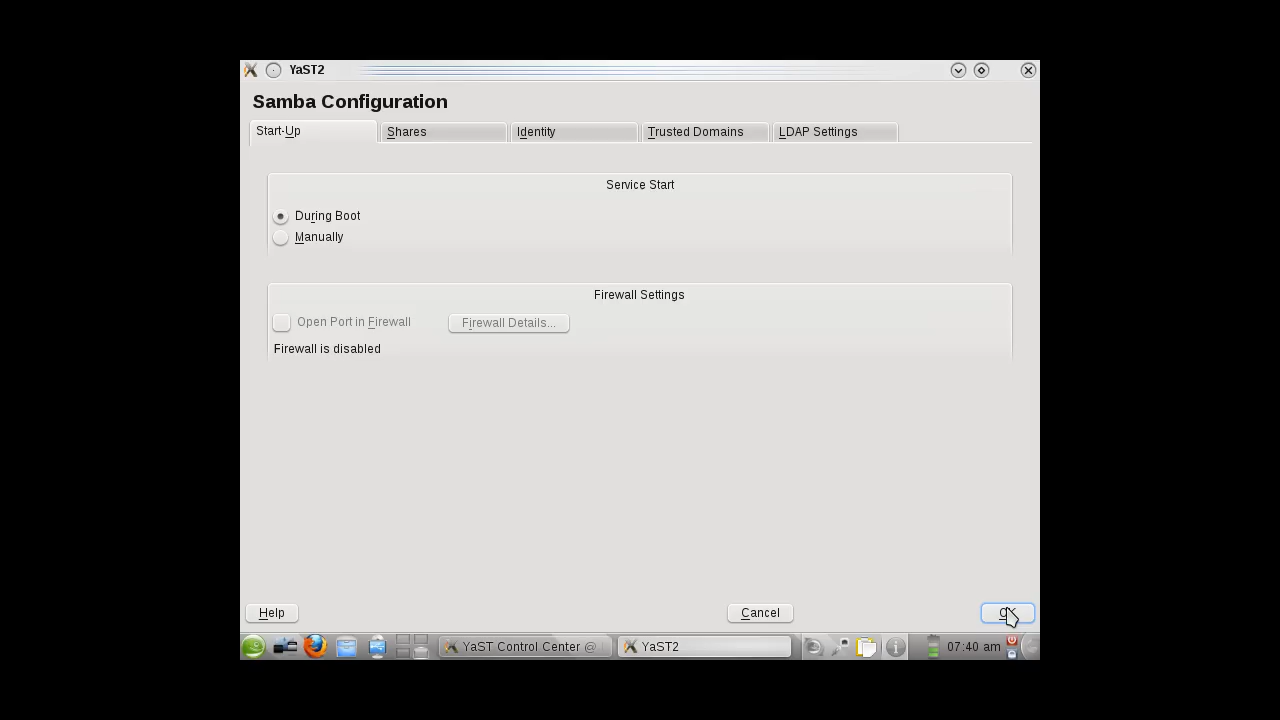 YaST2
Samba Configuration
Start-Up
Shares
Identity
Trusted Domains
LDAP Settings
Service Start
During Boot
Manually
Firewall Settings
Open Port in Firewall
Firewall Details...
Firewall is disabled
Help
Cancel
OK
YaST Control Center @
YaST2
07:40 am